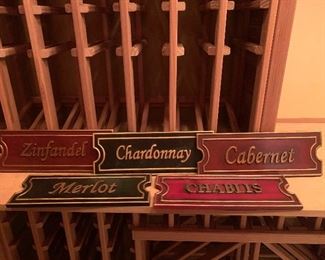 Zinfandel
Chardonnay
Cabernet
Merlot
CHABLIS